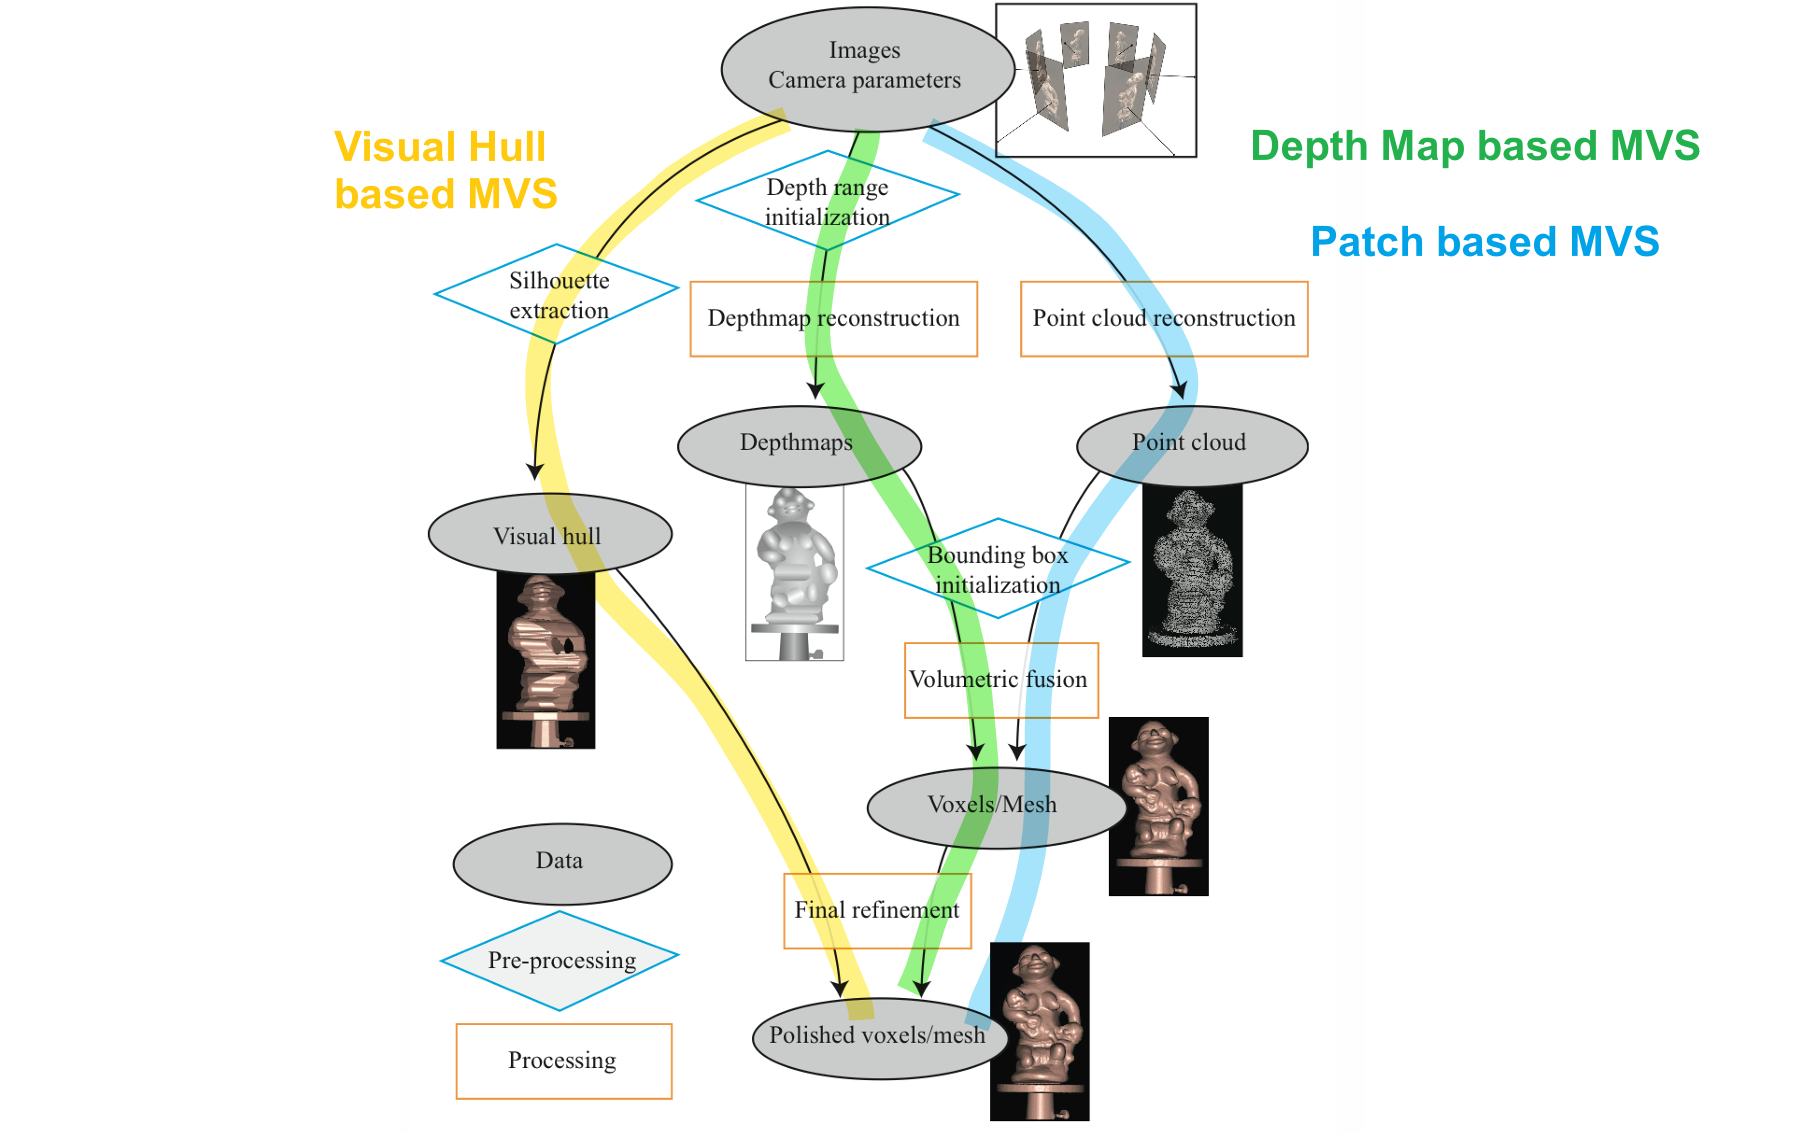 Images
Camera parameters
Visual Hull
based MVS
Depth Map based MVS
Patch based MVS
Depth range
initialization
Silhouette
extraction
Depthmap reconstruction
Point cloud reconstruction
Depthmaps
Point cloud
Visual hull
Bounding box
initialization
Volumetric fusion
Voxels/Mesh
Data
Final refinement
Pre-processing
Polished voxels/mesh
Processing